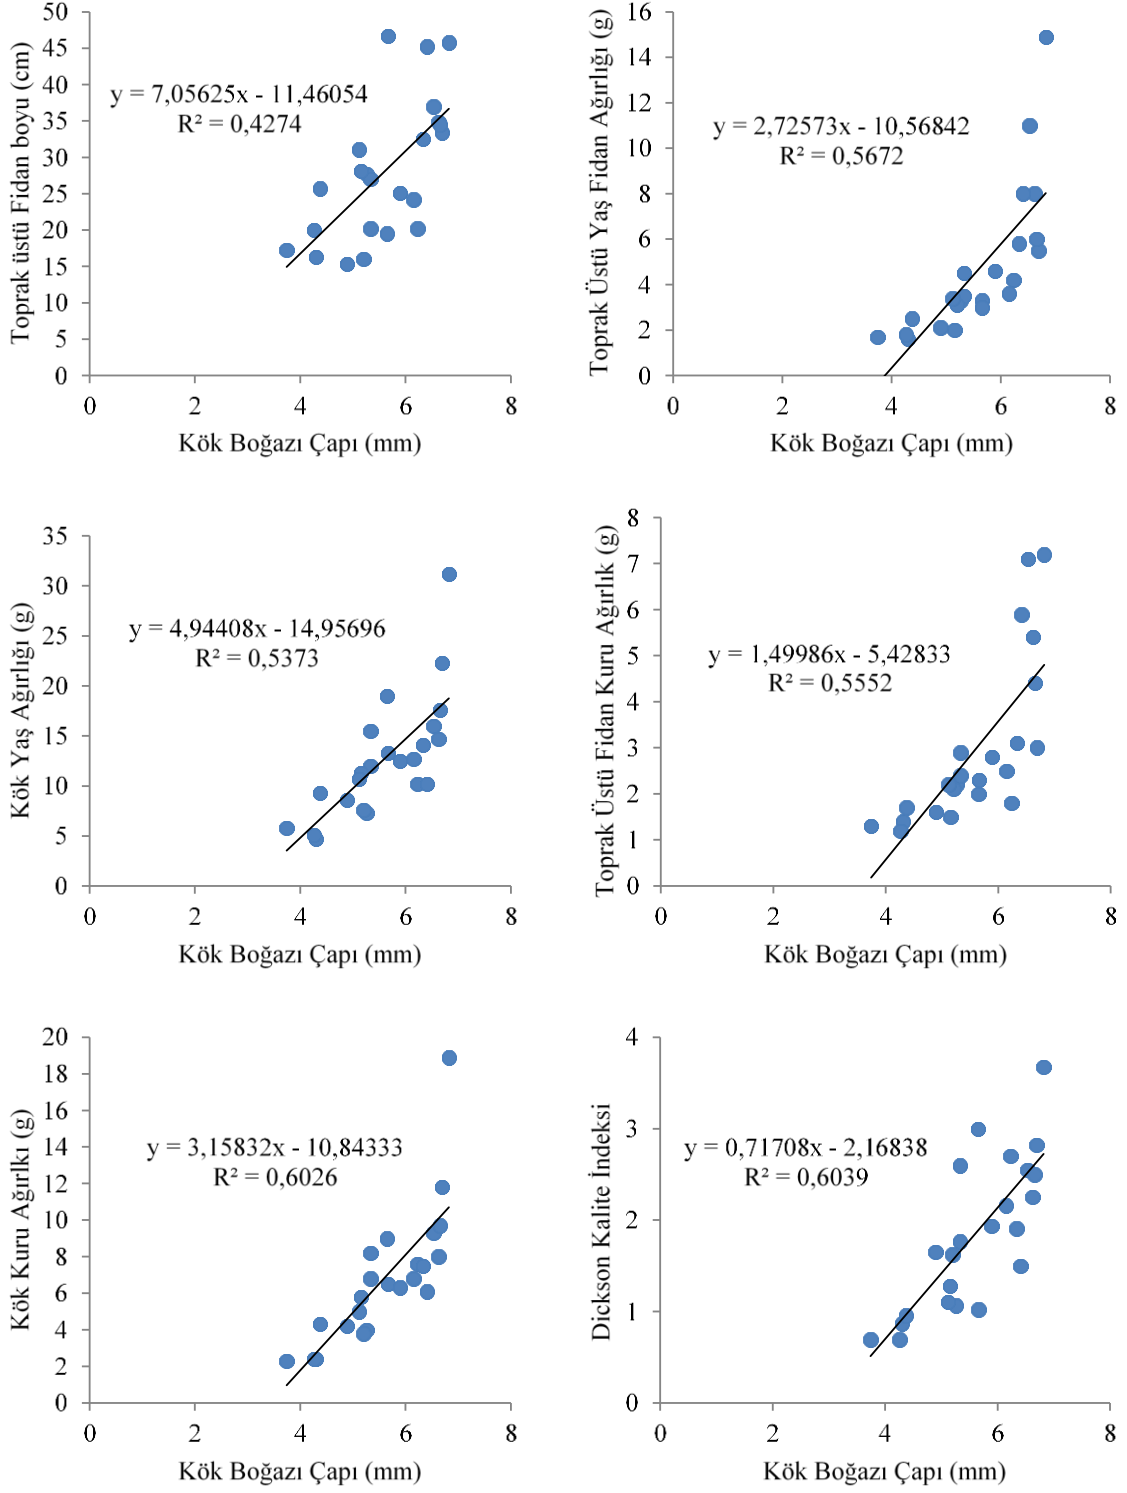 Toprak üstü Fidan boyu (cm)
50
45
40
35
30
25
20
15
10
5
0
y = 7,05625x - 11,46054
R² = 0,4274
0 2 4 6 8
Kök Boğazı Çapı (mm)
Toprak Üstü Yaş Fidan Ağırlığı (g)
16
14
12
10
8
6
4
2
0
y = 2,72573x - 10,56842
R² = 0,5672
0 2 4 6 8
Kök Boğazı Çapı (mm)
Kök Yaş Ağırlığı (g)
35
30
25
20
15
10
5
0
y = 4,94408x - 14,95696
R² = 0,5373
0 2 4 6 8
Kök Boğazı Çapı (mm)
Toprak Üstü Fidan Kuru Ağırlık (g)
8
7
6
5
4
3
2
1
0
y = 1,49986x - 5,42833
R² = 0,5552
0 2 4 6 8
Kök Boğazı Çapı (mm)
Kök Kuru Ağırlkı (g)
20
18
16
14
12
10
8
6
4
2
0
y = 3,15832x - 10,84333
R² = 0,6026
0 2 4 6 8
Kök Boğazı Çapı (mm)
Dickson Kalite İndeksi
4
3
2
1
0
y = 0,71708x - 2,16838
R² = 0,6039
0 2 4 6 8
Kök Boğazı Çapı (mm)